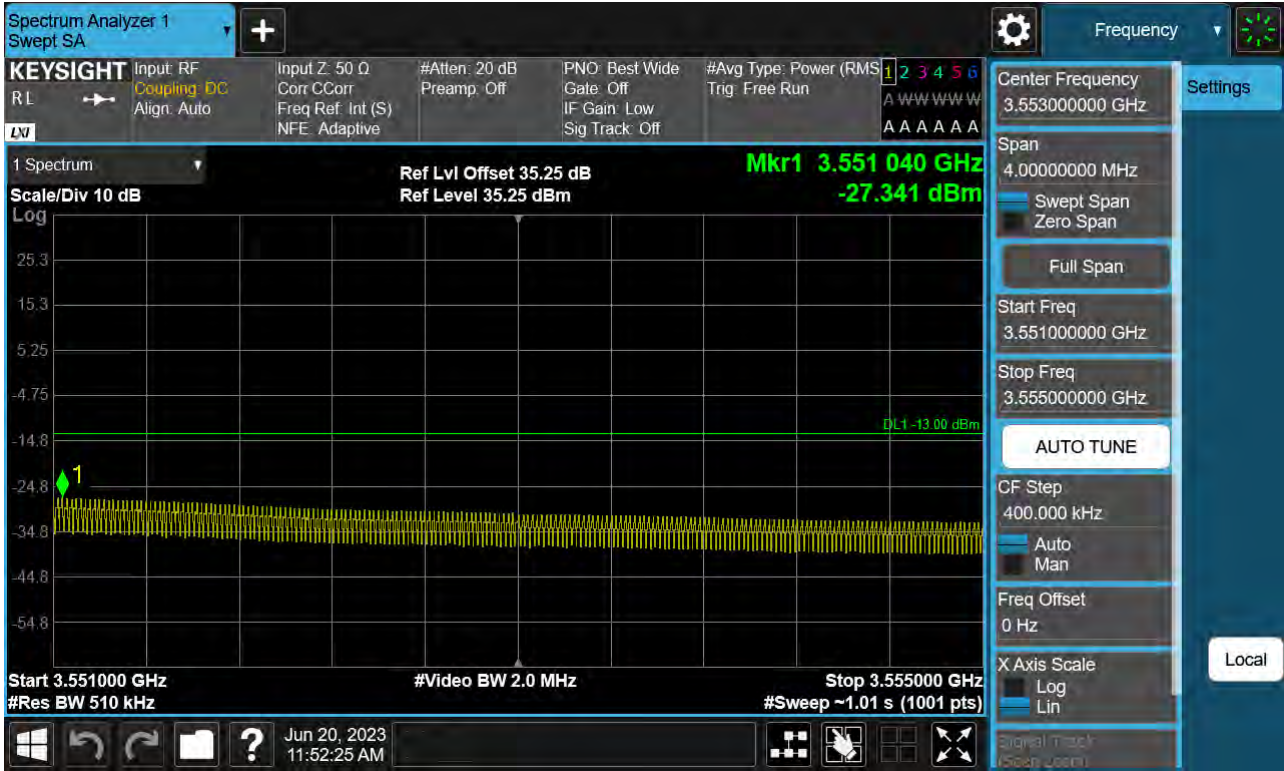 Spectrum Analyzer 1
Swept SA
+
Frequency
KEYSIGHT
RL
LXI
Input: RF
Coupling: DC
Align: Auto
Input Z: 50 Ω
Corr CCorr
Freq Ref: Int (S)
NFE: Adaptive
#Atten: 20 dB
Preamp: Off
PNO: Best Wide
Gate: Off
IF Gain: Low
Sig Track: Off
#Avg Type: Power (RMS
Trig: Free Run
1 2 3 4 5 6
A W W W W W
A A A A A A
1 Spectrum
Scale/Div 10 dB
Ref Lvl Offset 35.25 dB
Ref Level 35.25 dBm
Mkr1 3.551 040 GHz
-27.341 dBm
Log
25.3
15.3
5.25
-4.75
DL1 -13.00 dBm
-14.8
1
-24.8
-34.8
-44.8
-54.8
Start 3.551000 GHz
#Res BW 510 kHz
#Video BW 2.0 MHz
Stop 3.555000 GHz
#Sweep ~1.01 s (1001 pts)
Center Frequency
3.553000000 GHz
Settings
Span
4.00000000 MHz
Swept Span
Zero Span
Full Span
Start Freq
3.551000000 GHz
Stop Freq
3.555000000 GHz
AUTO TUNE
CF Step
400.000 kHz
Auto
Man
Freq Offset
0 Hz
X Axis Scale
Log
Lin
Local
Signal Track
(Span Zoom)
?
Jun 20, 2023
11:52:25 AM